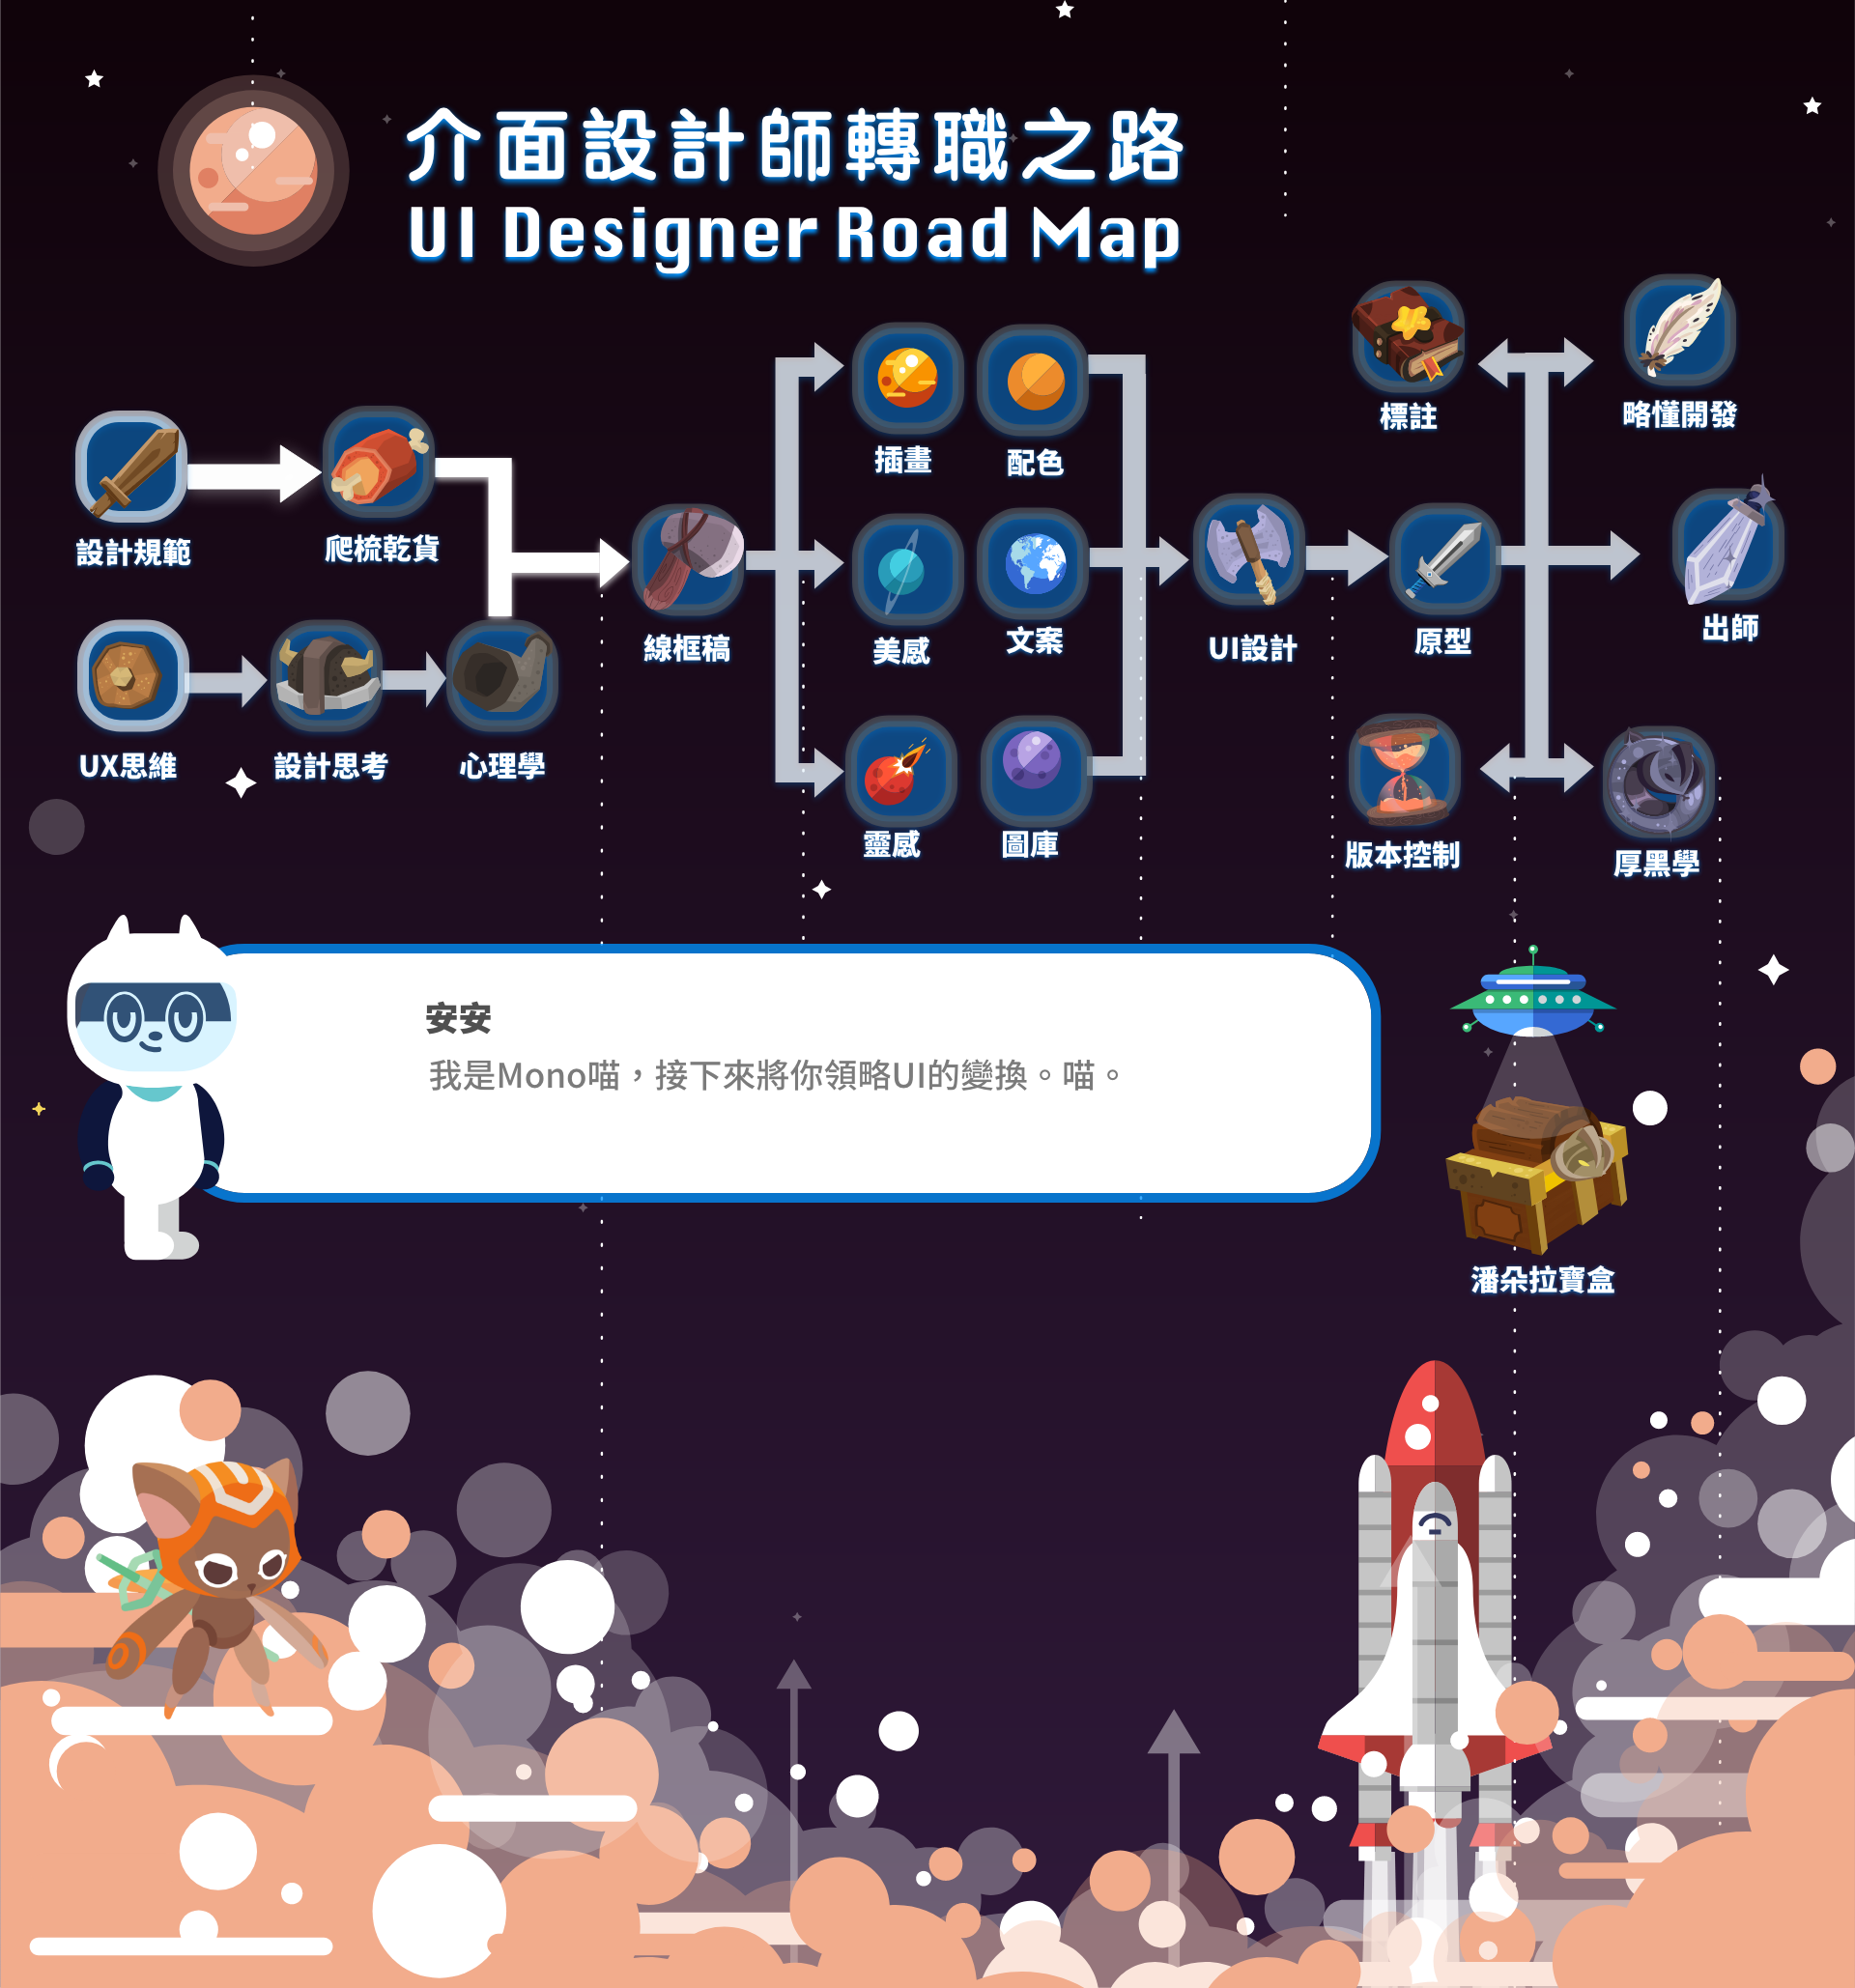 介面設計師轉職之路
UI Designer Road Map
標註
略懂開發
插畫
配色
設計規範
爬梳乾貨
線框稿
美感
文案
UI設計
原型
出師
UX思維
設計思考
心理學
靈感
圖庫
版本控制
厚黑學
安安
我是Mono喵，接下來將你領略UI的變換。喵。
潘朵拉寶盒